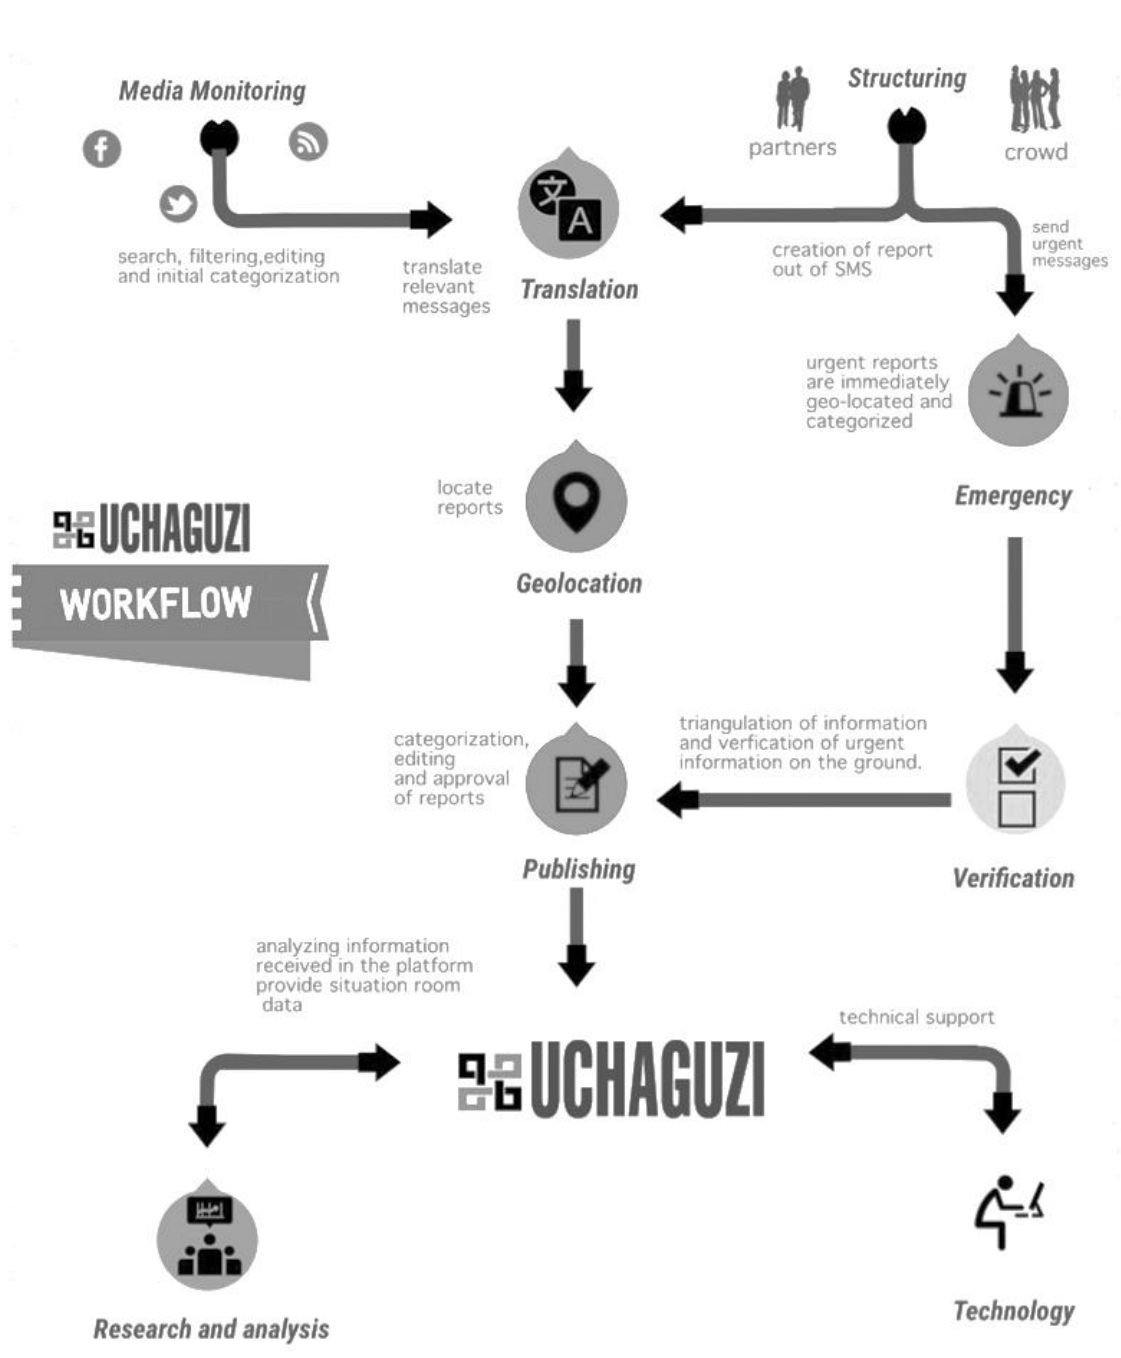 Media Monitoring
search, filtering,editing
and initial categorization
translate
relevant
messages
文
A
Translation
Structuring
partners
crowd
creation of report
out of SMS
send
urgent
messages
urgent reports
are immediately
geo-located and
categorized
Emergency
locate
reports
Geolocation
UCHAGUZI
WORKFLOW
categorization,
editing
and approval
of reports
Publishing
triangulation of information
and verfication of urgent
information on the ground.
Verification
analyzing information
received in the platform
provide situation room
data
UCHAGUZI
technical support
Research and analysis
Technology